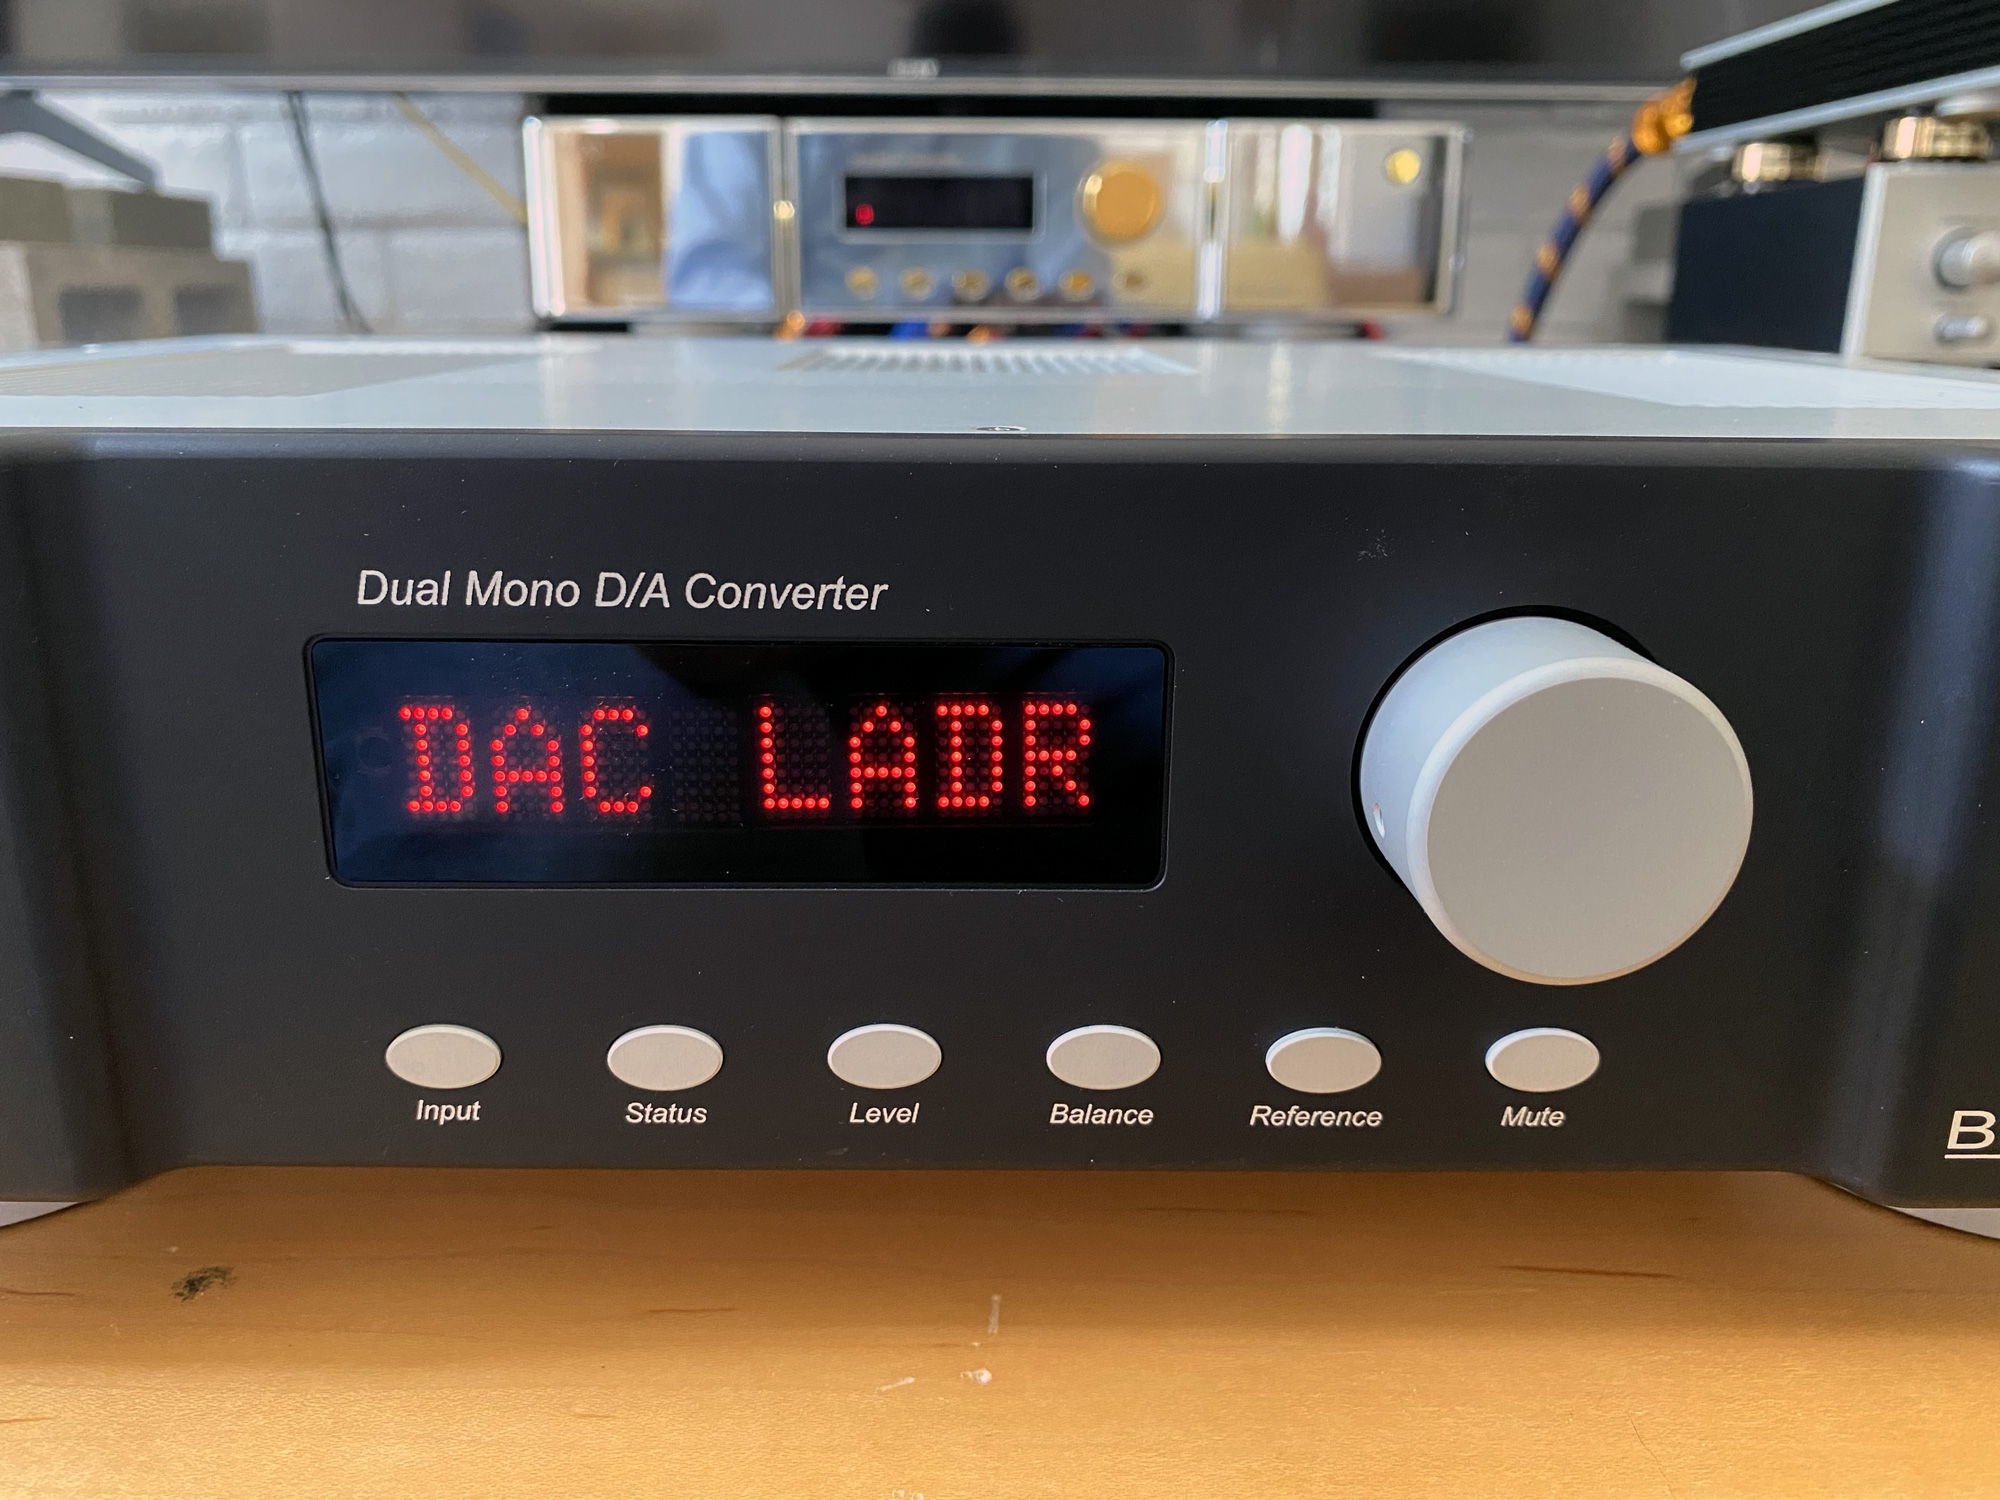 Dual Mono D/A Converter
DAC LADR
Input Status Level Balance Reference Mute
B